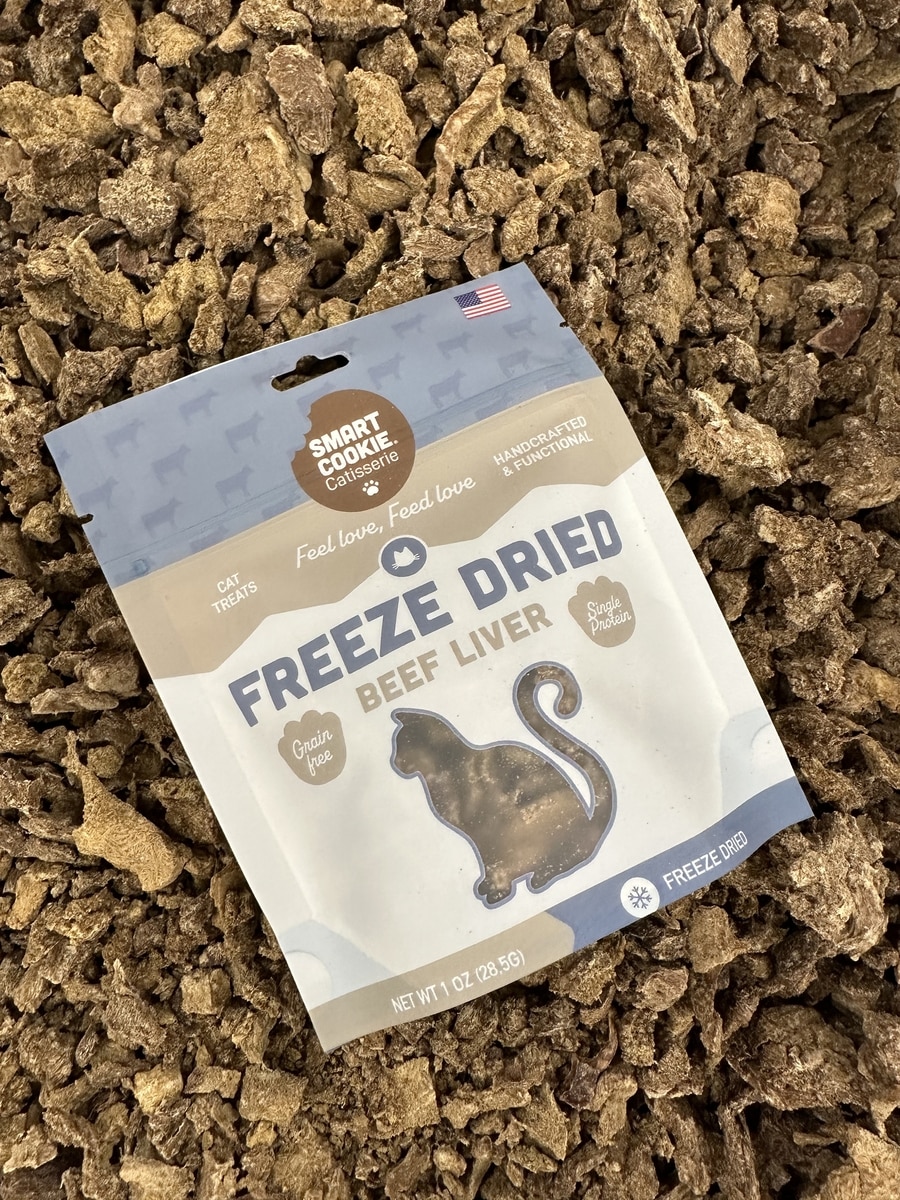 SMART
COOKIE®
Catisserie
HANDCRAFTED
& FUNCTIONAL
Feel love, Feed love
CAT
TREATS
FREEZE DRIED
BEEF LIVER
Single
Protein
Grain
free
FREEZE DRIED
NET WT 1 OZ (28.5G)